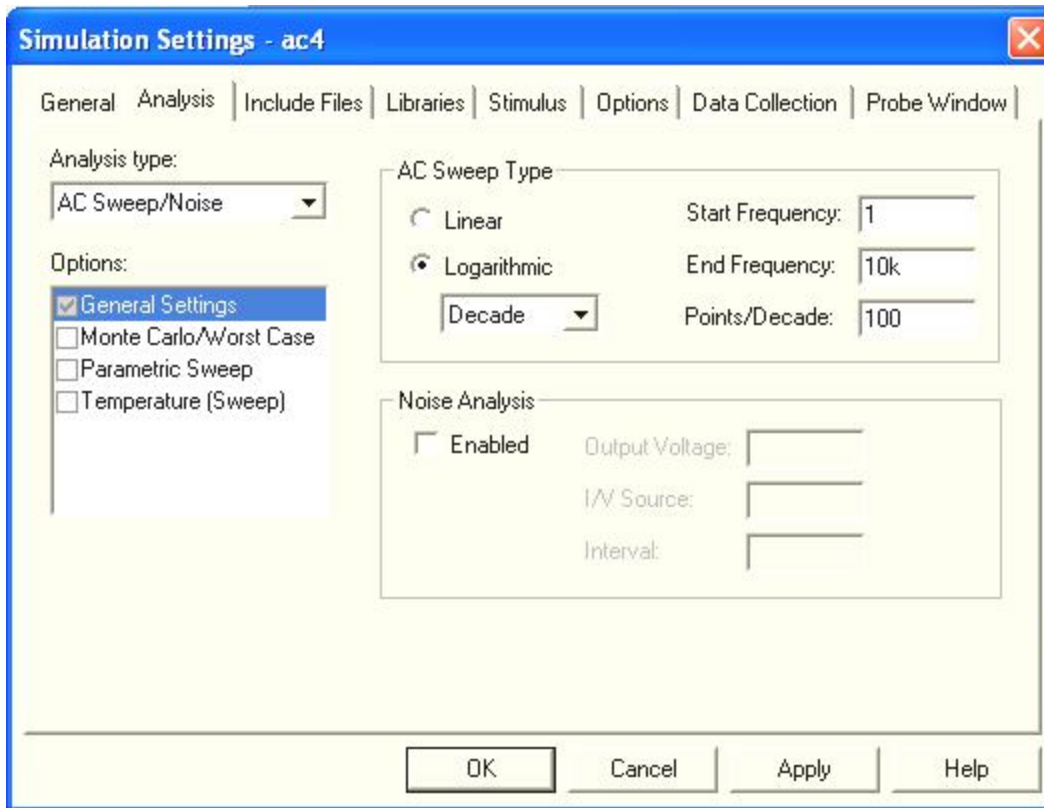 Simulation Settings - ac4
General Analysis Include Files Libraries Stimulus Options Data Collection Probe Window
Analysis type:
AC Sweep/Noise
Options:
General Settings
Monte Carlo/Worst Case
Parametric Sweep
Temperature (Sweep)
AC Sweep Type
Linear
Logarithmic
Decade
Start Frequency: 1
End Frequency: 10k
Points/Decade: 100
Noise Analysis
Enabled
Output Voltage:
I/V Source:
Interval:
OK Cancel Apply Help